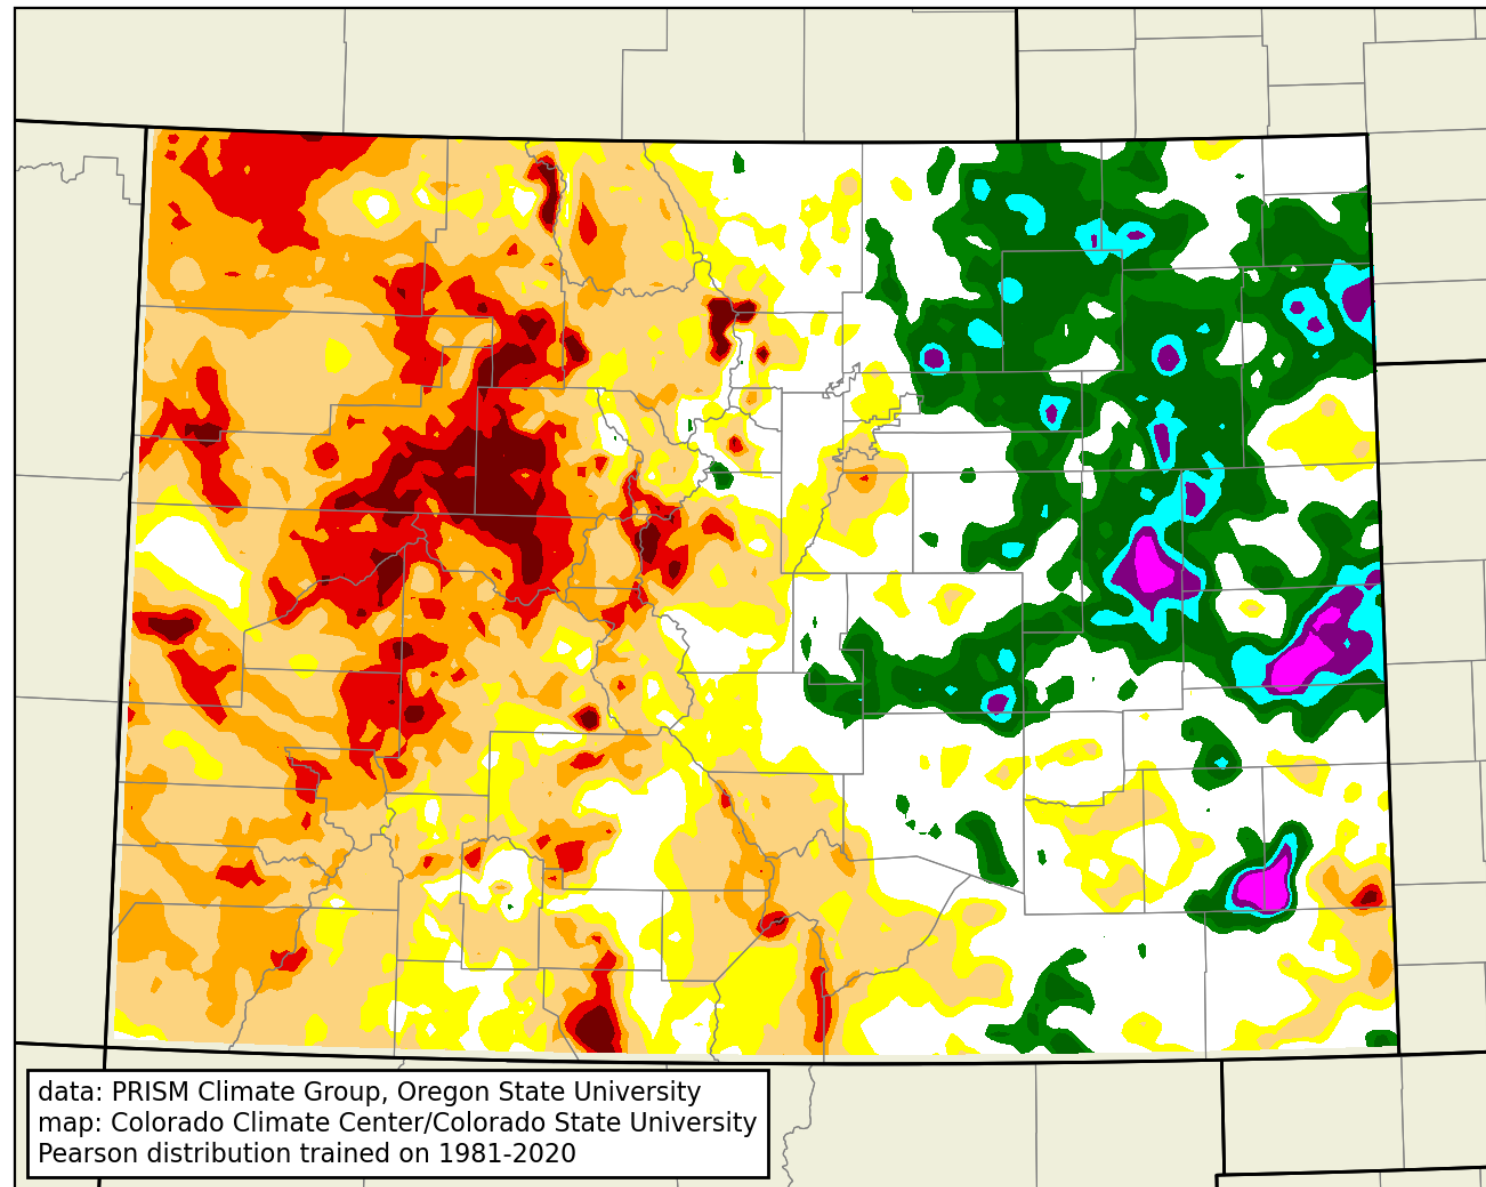 data: PRISM Climate Group, Oregon State University
map: Colorado Climate Center/Colorado State University
Pearson distribution trained on 1981-2020